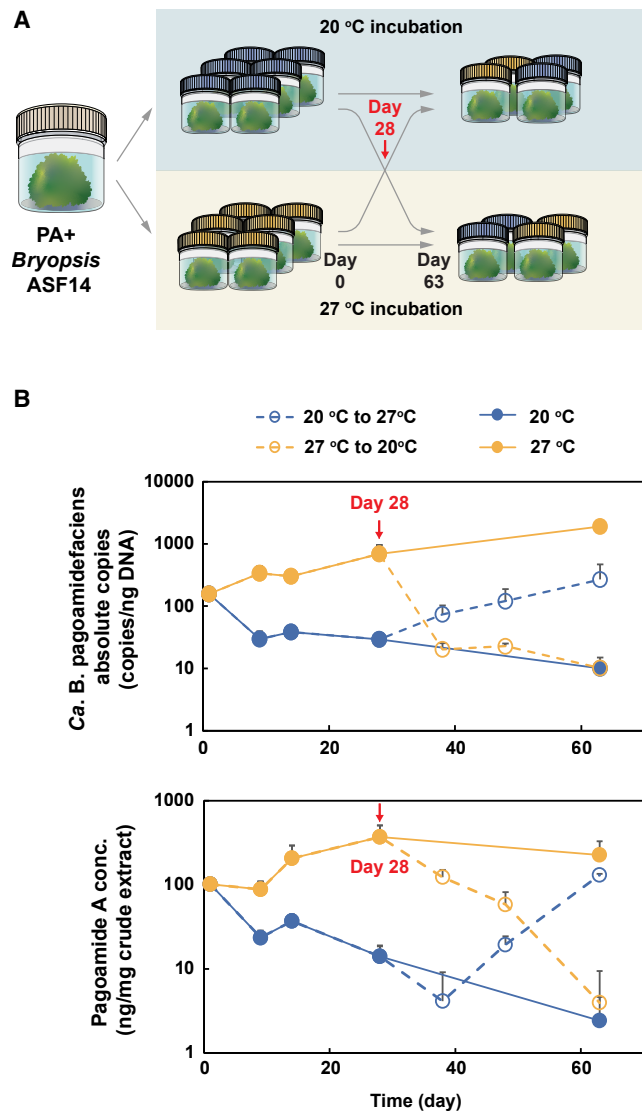 A
20 °C incubation
Day
28
PA+
Bryopsis
ASF14
Day
0
Day
63
27 °C incubation
B
20 °C to 27°C
20 °C
27 °C to 20°C
27 °C
10000
1000
100
10
1
Day 28
Ca. B. pagoamidefaciens
absolute copies
(copies/ng DNA)
0
20
40
60
1000
100
10
1
Day 28
Pagoamide A conc.
(ng/mg crude extract)
0
20
40
60
Time (day)